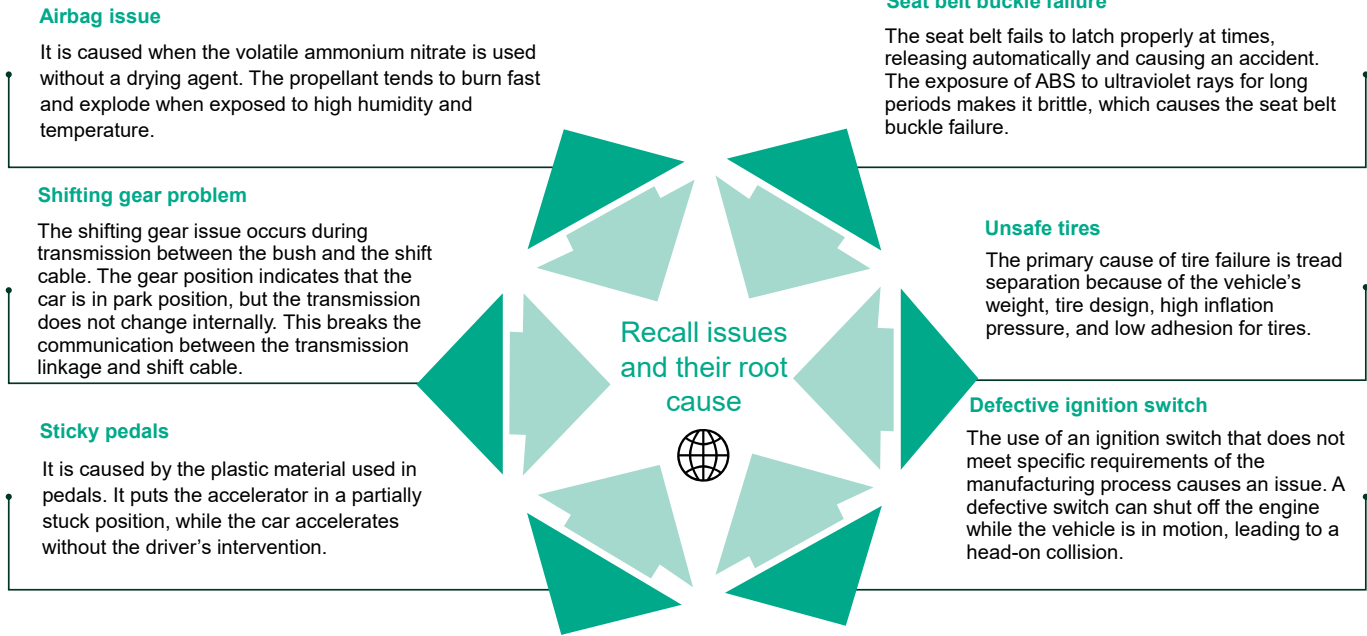 Airbag issue
It is caused when the volatile ammonium nitrate is used
without a drying agent. The propellant tends to burn fast
and explode when exposed to high humidity and
temperature.
Shifting gear problem
The shifting gear issue occurs during
transmission between the bush and the shift
cable. The gear position indicates that the
car is in park position, but the transmission
does not change internally. This breaks the
communication between the transmission
linkage and shift cable.
Sticky pedals
It is caused by the plastic material used in
pedals. It puts the accelerator in a partially
stuck position, while the car accelerates
without the driver’s intervention.
Recall issues
and their root
cause
Seat belt buckle failure
The seat belt fails to latch properly at times,
releasing automatically and causing an accident.
The exposure of ABS to ultraviolet rays for long
periods makes it brittle, which causes the seat belt
buckle failure.
Unsafe tires
The primary cause of tire failure is tread
separation because of the vehicle’s
weight, tire design, high inflation
pressure, and low adhesion for tires.
Defective ignition switch
The use of an ignition switch that does not
meet specific requirements of the
manufacturing process causes an issue. A
defective switch can shut off the engine
while the vehicle is in motion, leading to a
head-on collision.